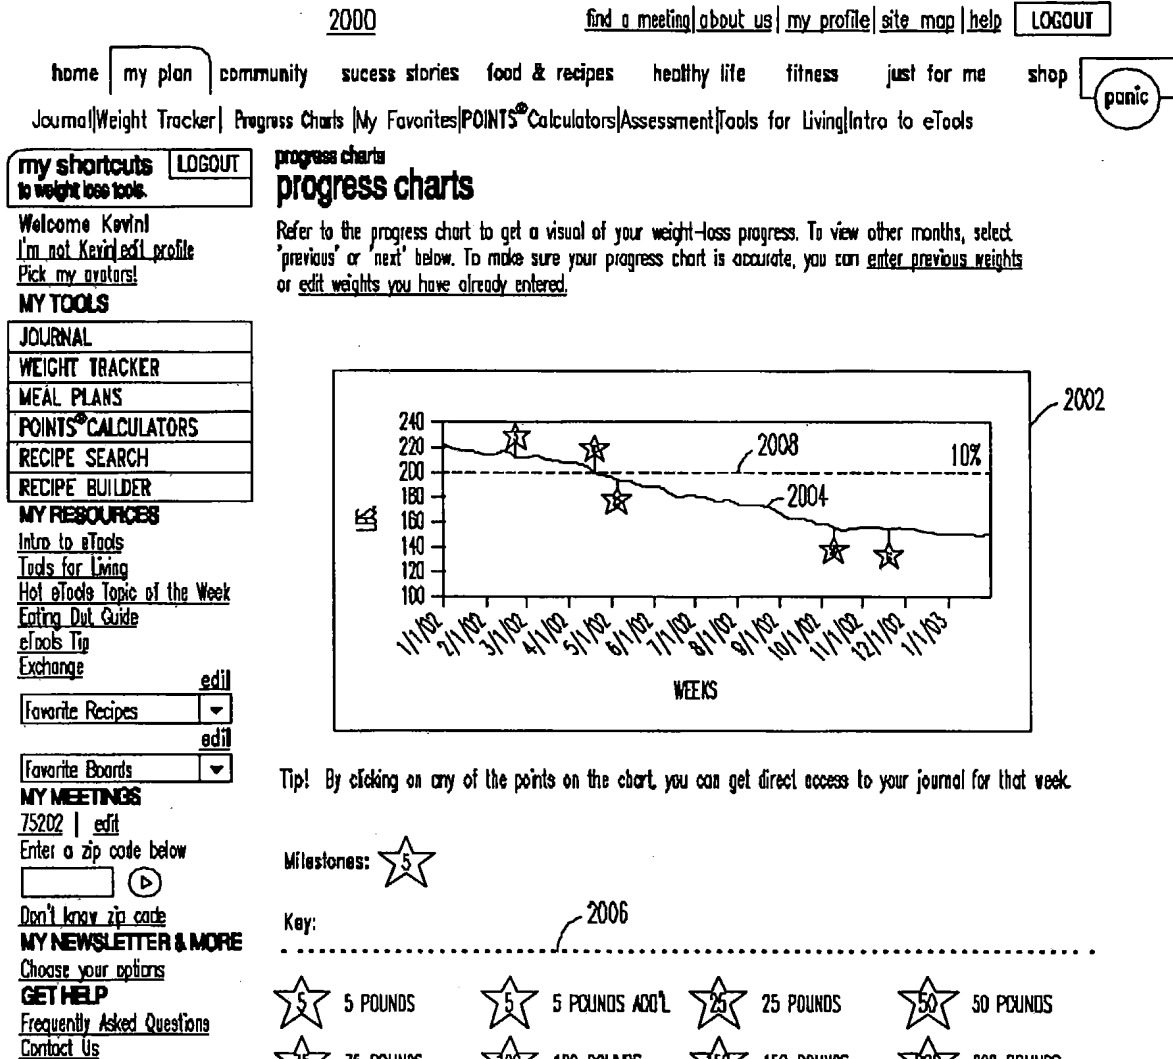 2000
find a meeting|about us| my profile|site map|help LOGOUT
home my plan community sucess stories food & recipes healthy life fitness just for me shop panic
Journal|Weight Tracker| Progress Charts |My Favorites|POINTS®Calculators|Assessment|Tools for Living|Intro to eTools
my shortcuts LOGOUT
to weight loss tools.
Welcome Kevin!
I'm not Kevin|edit profile
Pick my avatars!
MY TOOLS
JOURNAL
WEIGHT TRACKER
MEAL PLANS
POINTS®CALCULATORS
RECIPE SEARCH
RECIPE BUILDER
MY RESOURCES
Intro to eTools
Tools for Living
Hot eTools Topic of the Week
Eating Out Guide
eTools Tip
Exchange
edit
Favorite Recipes
edit
Favorite Boards
MY MEETINGS
75202 | edit
Enter a zip code below
Don't know zip code
MY NEWSLETTER & MORE
Choose your options
GET HELP
Frequently Asked Questions
Contact Us
progress charts
progress charts
Refer to the progress chart to get a visual of your weight-loss progress. To view other months, select
"previous" or "next" below. To make sure your progress chart is accurate, you can enter previous weights
or edit weights you have already entered.
2002
240
220
200
180
160
140
120
100
LBS.
2008
10%
2004
1/1/02 2/1/02 3/1/02 4/1/02 5/1/02 6/1/02 7/1/02 8/1/02 9/1/02 10/1/02 11/1/02 12/1/02 1/1/03
WEEKS
Tip! By clicking on any of the points on the chart, you can get direct access to your journal for that week.
Milestones: 5
Key:
2006
5 5 POUNDS 5 5 POUNDS ADD'L 25 25 POUNDS 50 50 POUNDS